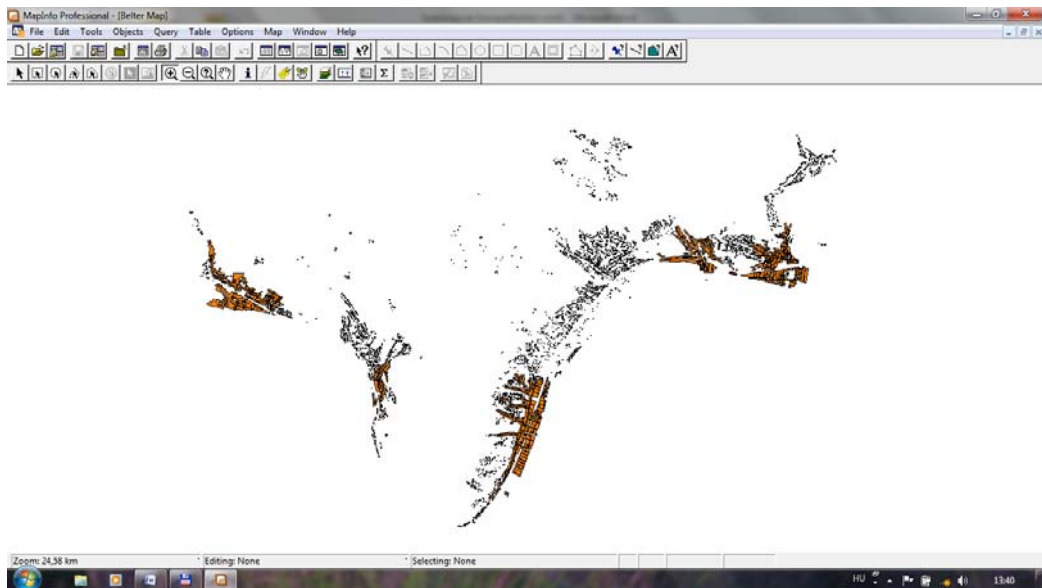 MapInfo Professional - [Belter Map]
File Edit Tools Objects Query Table Options Map Window Help
Zoom: 24,58 km
Editing: None
Selecting: None
HU
13:40